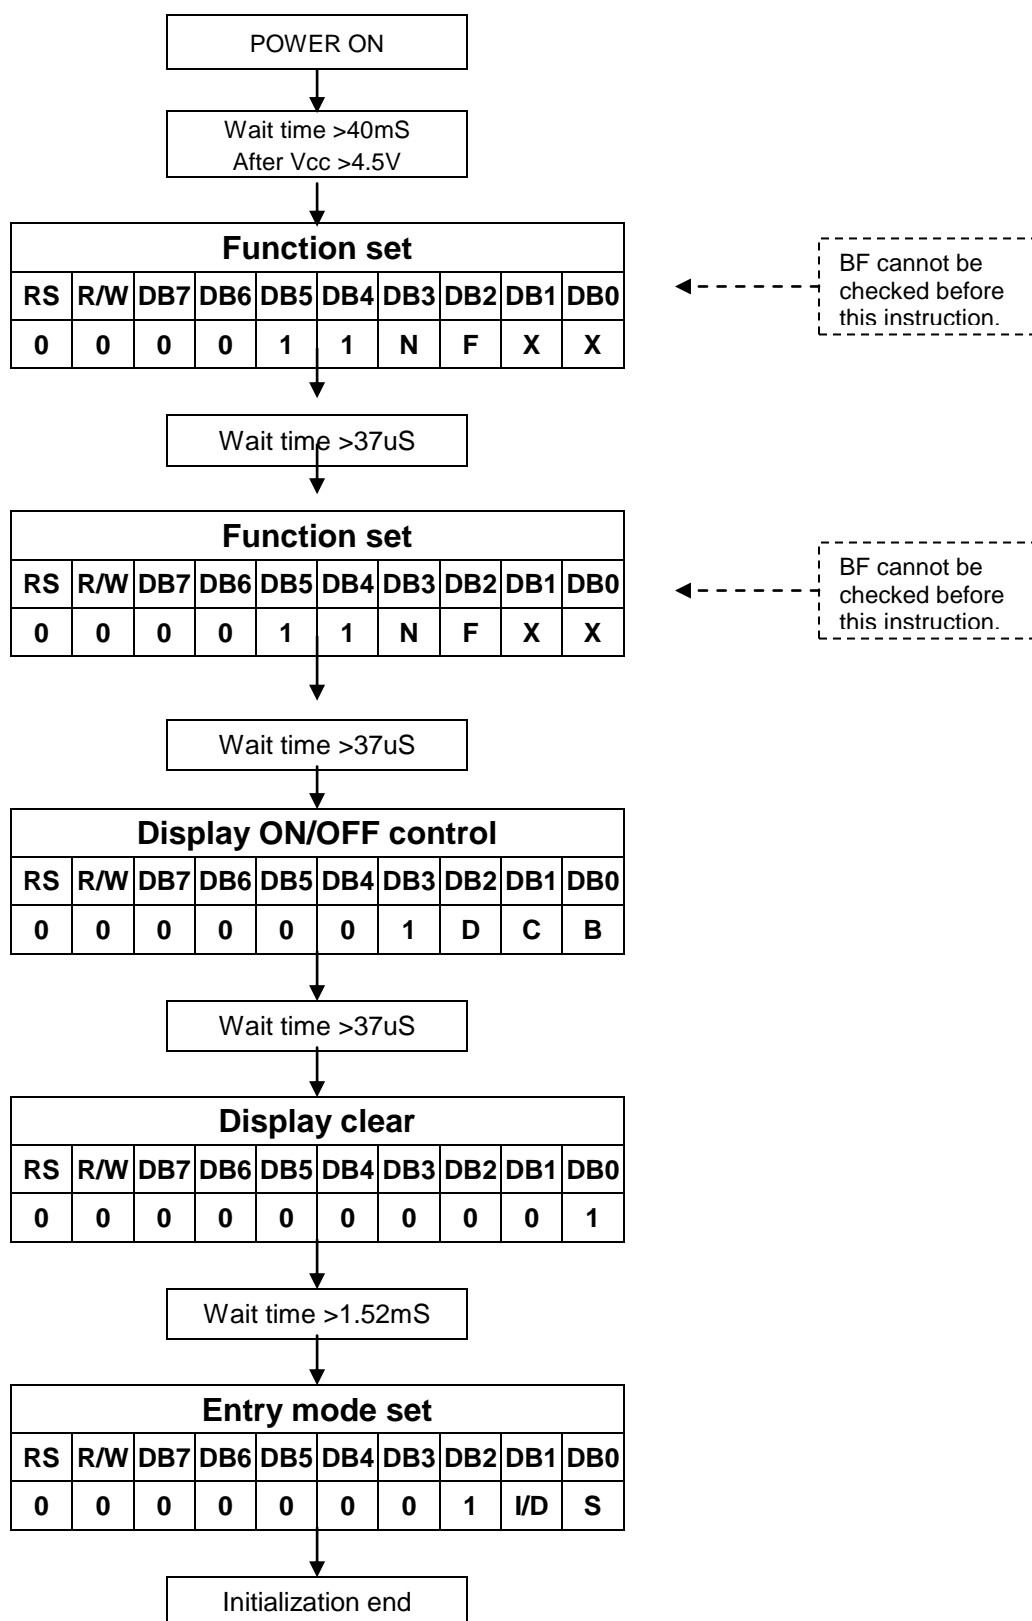 POWER ON
Wait time >40mS
After Vcc >4.5V
Function set
RS R/W DB7 DB6 DB5 DB4 DB3 DB2 DB1 DB0
0 0 0 0 1 1 N F X X
BF cannot be
checked before
this instruction.
Wait time >37uS
Function set
RS R/W DB7 DB6 DB5 DB4 DB3 DB2 DB1 DB0
0 0 0 0 1 1 N F X X
BF cannot be
checked before
this instruction.
Wait time >37uS
Display ON/OFF control
RS R/W DB7 DB6 DB5 DB4 DB3 DB2 DB1 DB0
0 0 0 0 0 0 1 D C B
Wait time >37uS
Display clear
RS R/W DB7 DB6 DB5 DB4 DB3 DB2 DB1 DB0
0 0 0 0 0 0 0 0 0 1
Wait time >1.52mS
Entry mode set
RS R/W DB7 DB6 DB5 DB4 DB3 DB2 DB1 DB0
0 0 0 0 0 0 0 1 I/D S
Initialization end